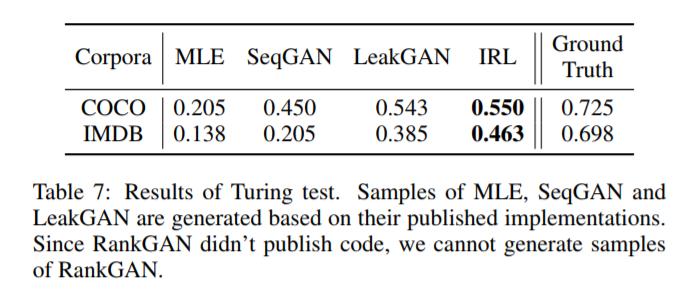 Corpora MLE SeqGAN LeakGAN IRL Ground Truth
COCO 0.205 0.450 0.543 0.550 0.725
IMDB 0.138 0.205 0.385 0.463 0.698
Table 7: Results of Turing test. Samples of MLE, SeqGAN and
LeakGAN are generated based on their published implementations.
Since RankGAN didn't publish code, we cannot generate samples
of RankGAN.